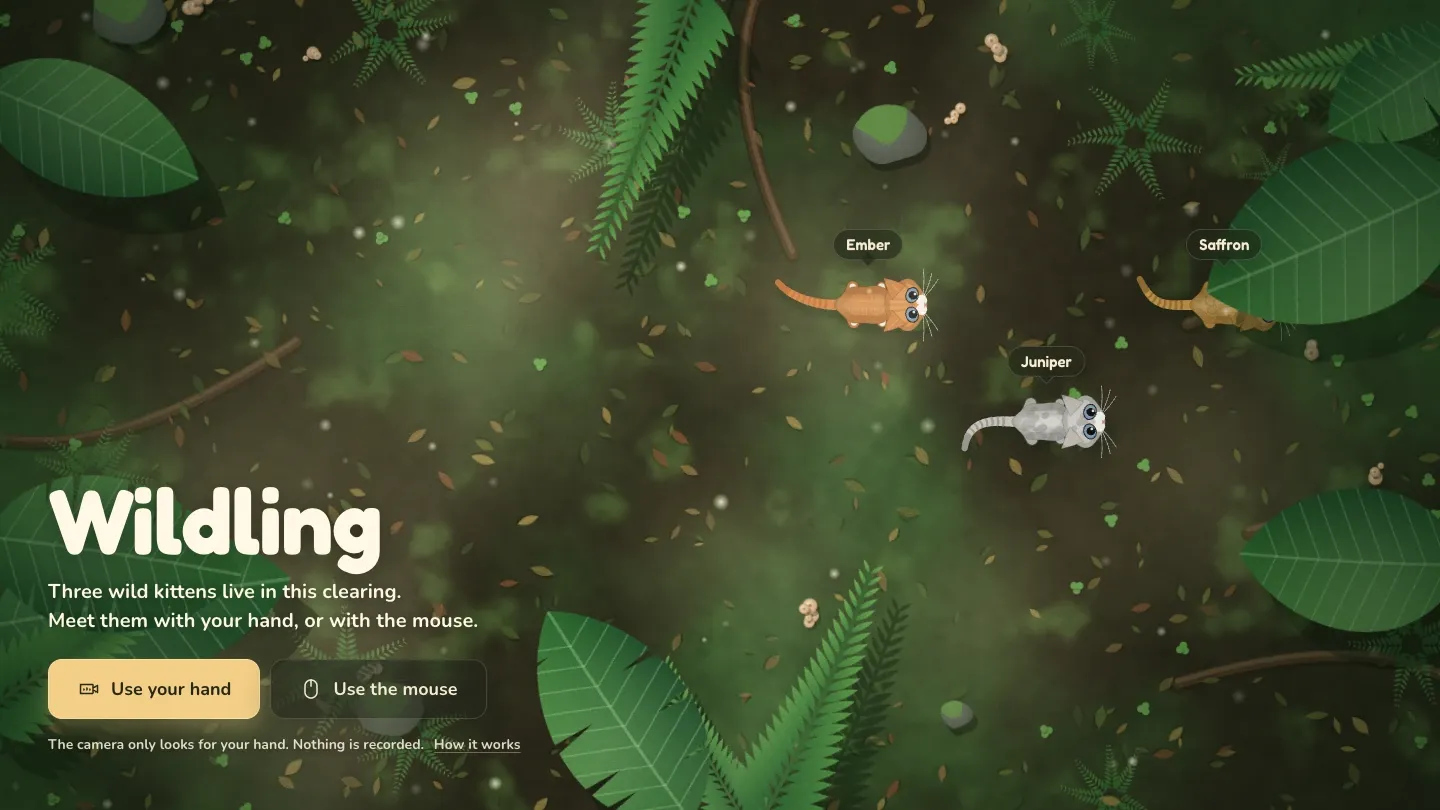 Ember
Saffron
Juniper
Wildling
Three wild kittens live in this clearing.
Meet them with your hand, or with the mouse.
Use your hand
Use the mouse
The camera only looks for your hand. Nothing is recorded. How it works